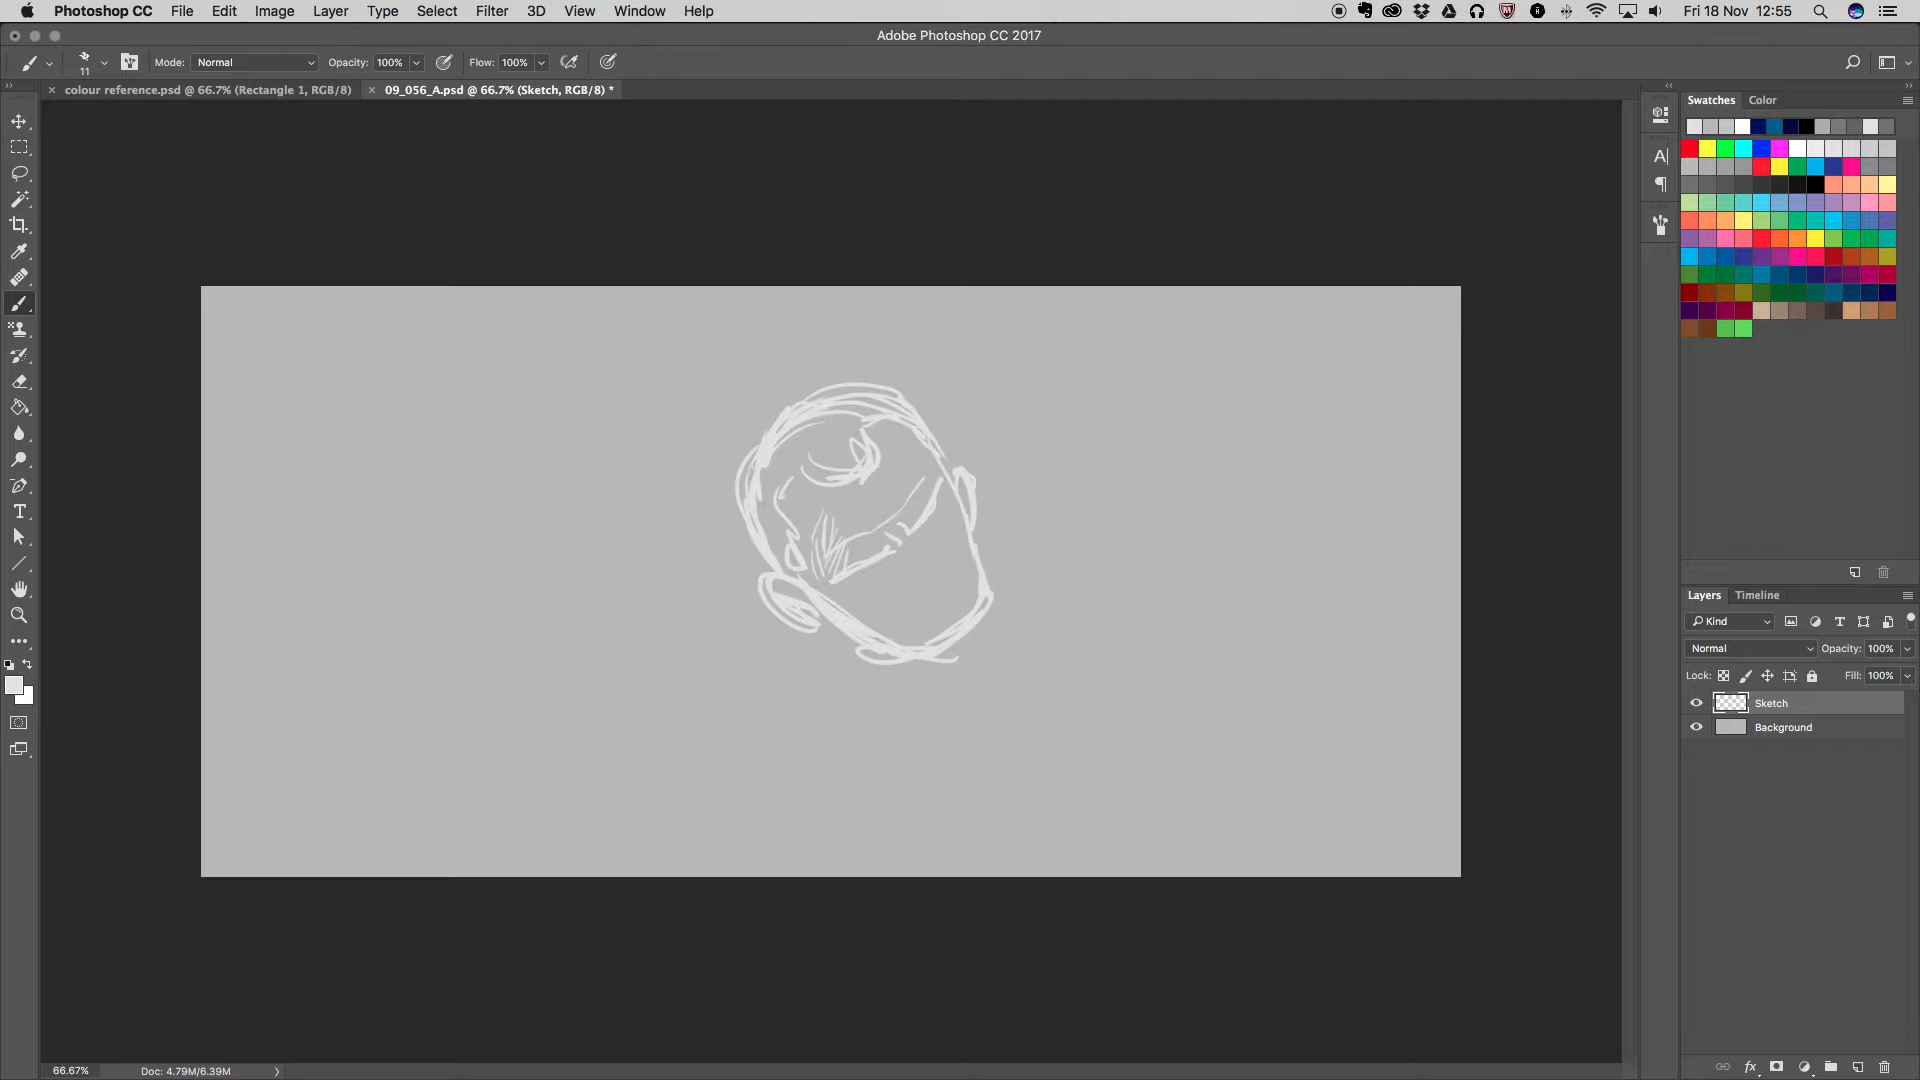 Photoshop CC File Edit Image Layer Type Select Filter 3D View Window Help Fri 18 Nov 12:55
Adobe Photoshop CC 2017
11 Mode: Normal Opacity: 100% Flow: 100%
colour reference.psd @ 66.7% (Rectangle 1, RGB/8) 09_056_A.psd @ 66.7% (Sketch, RGB/8) *
Swatches Color
Layers Timeline
Kind
Normal Opacity: 100%
Lock: Fill: 100%
Sketch
Background
66.67% Doc: 4.79M/6.39M